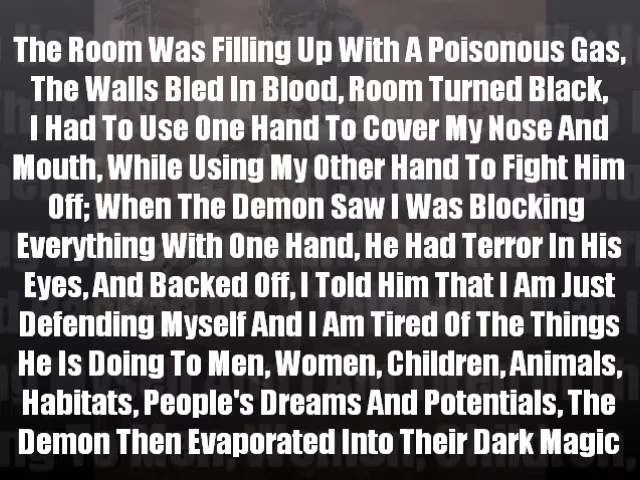 The Room Was Filling Up With A Poisonous Gas,
The Walls Bled In Blood, Room Turned Black,
I Had To Use One Hand To Cover My Nose And
Mouth, While Using My Other Hand To Fight Him
Off; When The Demon Saw I Was Blocking
Everything With One Hand, He Had Terror In His
Eyes, And Backed Off, I Told Him That I Am Just
Defending Myself And I Am Tired Of The Things
He Is Doing To Men, Women, Children, Animals,
Habitats, People's Dreams And Potentials, The
Demon Then Evaporated Into Their Dark Magic